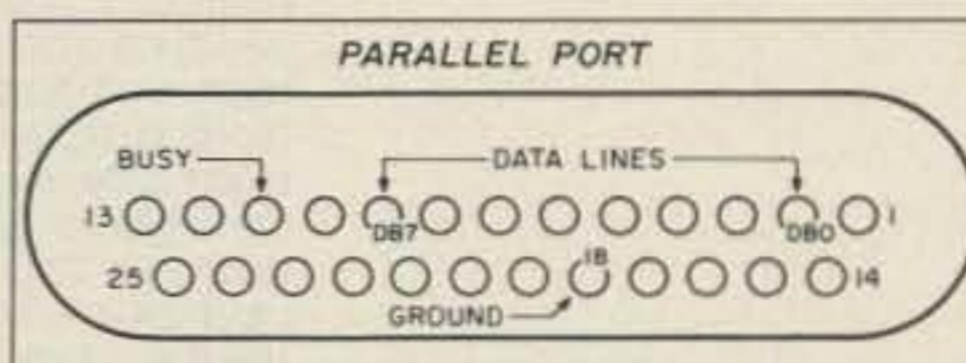 PARALLEL PORT
BUSY DATA LINES
13 1
DB7 DB0
18
25 14
GROUND